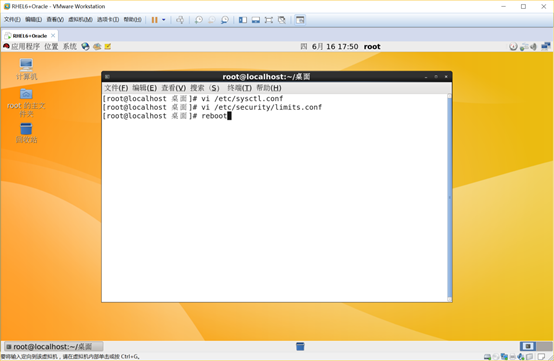 RHEL6+Oracle - VMware Workstation
文件(F) 编辑(E) 查看(V) 虚拟机(M) 选项卡(T) 帮助(H)
RHEL6+Oracle
应用程序 位置 系统
四 6月 16 17:50 root
计算机
root 的主文件夹
回收站
root@localhost:~/桌面
文件(F) 编辑(E) 查看(V) 搜索 (S) 终端(T) 帮助(H)
[root@localhost 桌面]# vi /etc/sysctl.conf
[root@localhost 桌面]# vi /etc/security/limits.conf
[root@localhost 桌面]# reboot
root@localhost:~/桌面
要将输入定向到该虚拟机，请在虚拟机内部单击或按 Ctrl+G。